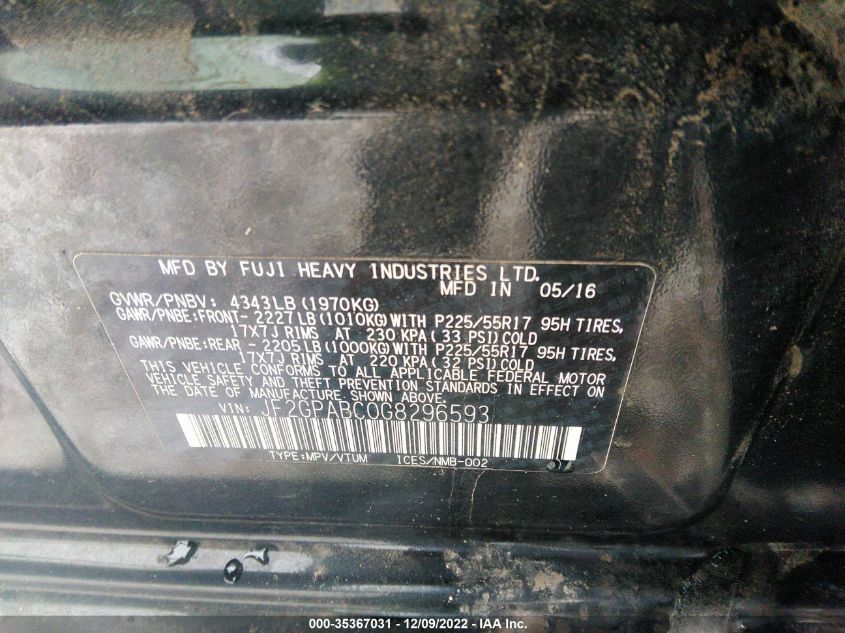 MFD BY FUJI HEAVY INDUSTRIES LTD.
MFD IN 05/16
GVWR/PNBV: 4343LB (1970KG)
GAWR/PNBE:FRONT- 2227LB (1010KG) WITH P225/55R17 95H TIRES,
17X7J RIMS AT 230 KPA (33 PSI) COLD
GAWR/PNBE:REAR - 2205LB (1000KG) WITH P225/55R17 95H TIRES,
17X7J RIMS AT 220 KPA (32 PSI) COLD
THIS VEHICLE CONFORMS TO ALL APPLICABLE FEDERAL MOTOR
VEHICLE SAFETY AND THEFT PREVENTION STANDARDS IN EFFECT ON
THE DATE OF MANUFACTURE SHOWN ABOVE.
VIN: JF2GPABC0G8296593
TYPE:MPV/VTUM ICES/NMB-002
000-35367031 - 12/09/2022 - IAA Inc.